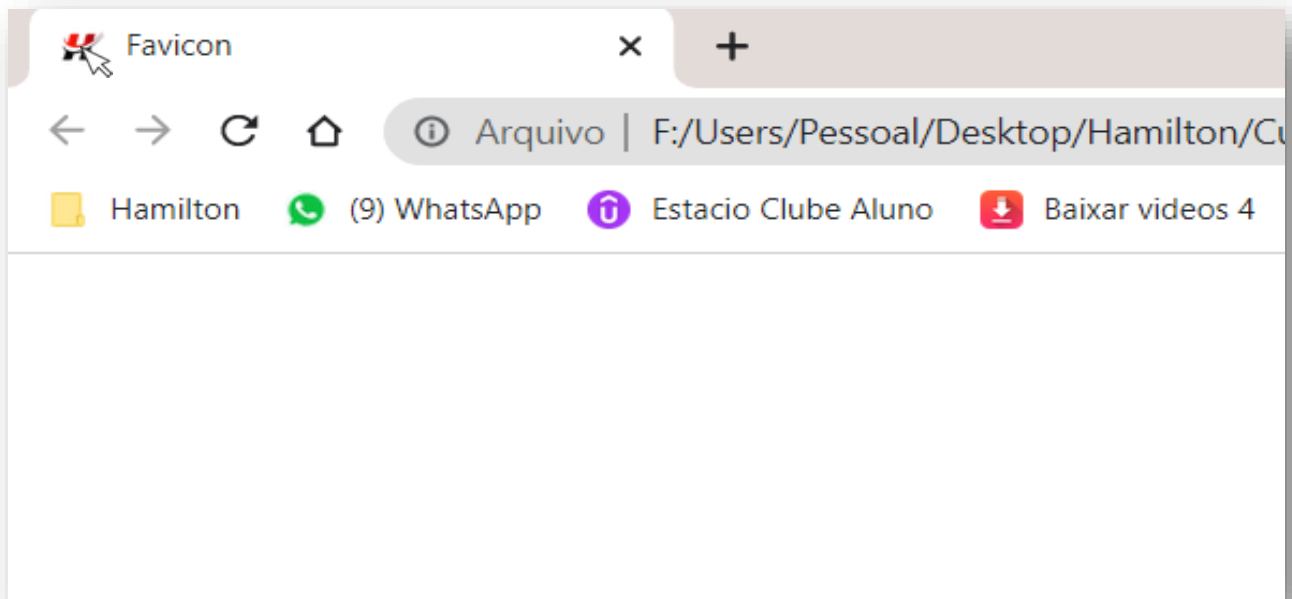 Favicon
Arquivo | F:/Users/Pessoal/Desktop/Hamilton/Cu
Hamilton (9) WhatsApp Estacio Clube Aluno Baixar videos 4